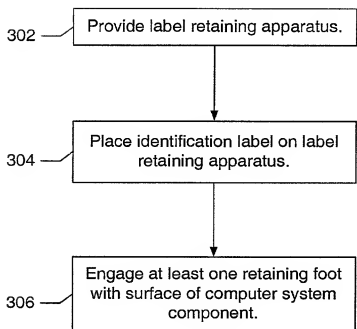 302
Provide label retaining apparatus.
304
Place identification label on label
retaining apparatus.
306
Engage at least one retaining foot
with surface of computer system
component.